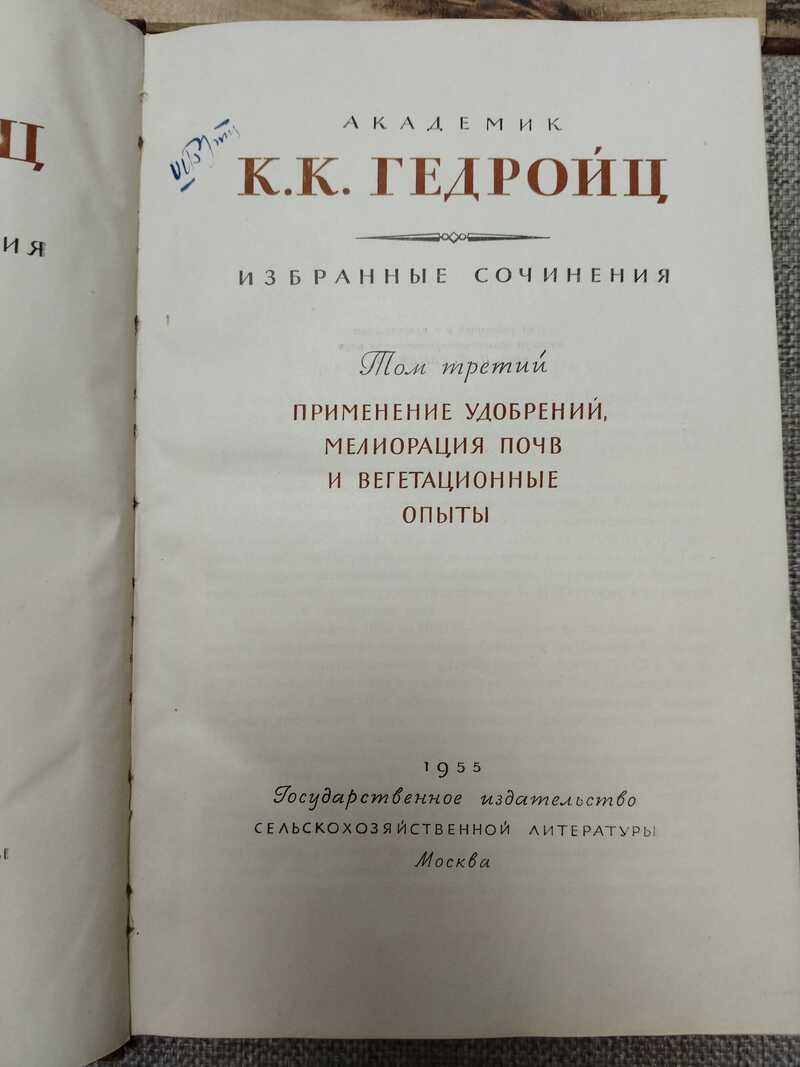 АКАДЕМИК
К.К. ГЕДРОЙЦ
ИЗБРАННЫЕ СОЧИНЕНИЯ
Том третий
ПРИМЕНЕНИЕ УДОБРЕНИЙ,
МЕЛИОРАЦИЯ ПОЧВ
И ВЕГЕТАЦИОННЫЕ
ОПЫТЫ
1955
Государственное издательство
СЕЛЬСКОХОЗЯЙСТВЕННОЙ ЛИТЕРАТУРЫ
Москва